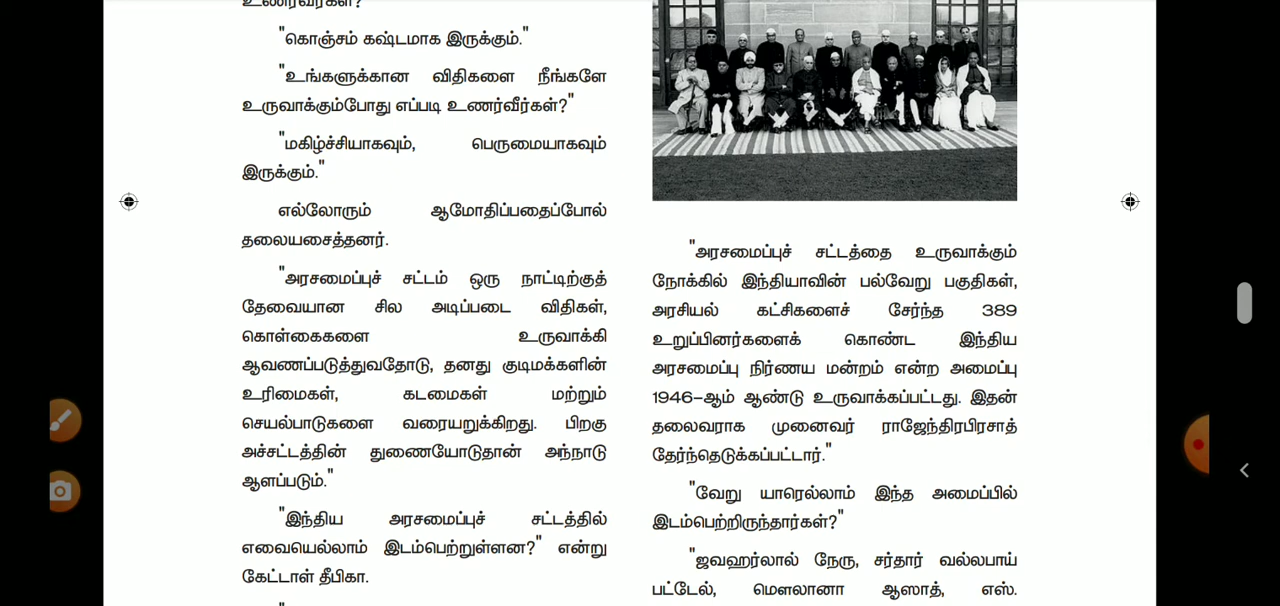 உணர்வீர்கள்?
"கொஞ்சம் கஷ்டமாக இருக்கும்."
"உங்களுக்கான விதிகளை நீங்களே
உருவாக்கும்போது எப்படி உணர்வீர்கள்?"
"மகிழ்ச்சியாகவும், பெருமையாகவும்
இருக்கும்."
எல்லோரும் ஆமோதிப்பதைப்போல்
தலையசைத்தனர்.
"அரசமைப்புச் சட்டம் ஒரு நாட்டிற்குத்
தேவையான சில அடிப்படை விதிகள்,
கொள்கைகளை உருவாக்கி
ஆவணப்படுத்துவதோடு, தனது குடிமக்களின்
உரிமைகள், கடமைகள் மற்றும்
செயல்பாடுகளை வரையறுக்கிறது. பிறகு
அச்சட்டத்தின் துணையோடுதான் அந்நாடு
ஆளப்படும்."
"இந்திய அரசமைப்புச் சட்டத்தில்
எவையெல்லாம் இடம்பெற்றுள்ளன?" என்று
கேட்டாள் தீபிகா.
"அரசமைப்புச் சட்டத்தை உருவாக்கும்
நோக்கில் இந்தியாவின் பல்வேறு பகுதிகள்,
அரசியல் கட்சிகளைச் சேர்ந்த 389
உறுப்பினர்களைக் கொண்ட இந்திய
அரசமைப்பு நிர்ணய மன்றம் என்ற அமைப்பு
1946–ஆம் ஆண்டு உருவாக்கப்பட்டது. இதன்
தலைவராக முனைவர் ராஜேந்திரபிரசாத்
தேர்ந்தெடுக்கப்பட்டார்."
"வேறு யாரெல்லாம் இந்த அமைப்பில்
இடம்பெற்றிருந்தார்கள்?"
"ஜவஹர்லால் நேரு, சர்தார் வல்லபாய்
பட்டேல், மௌலானா ஆஸாத், எஸ்.